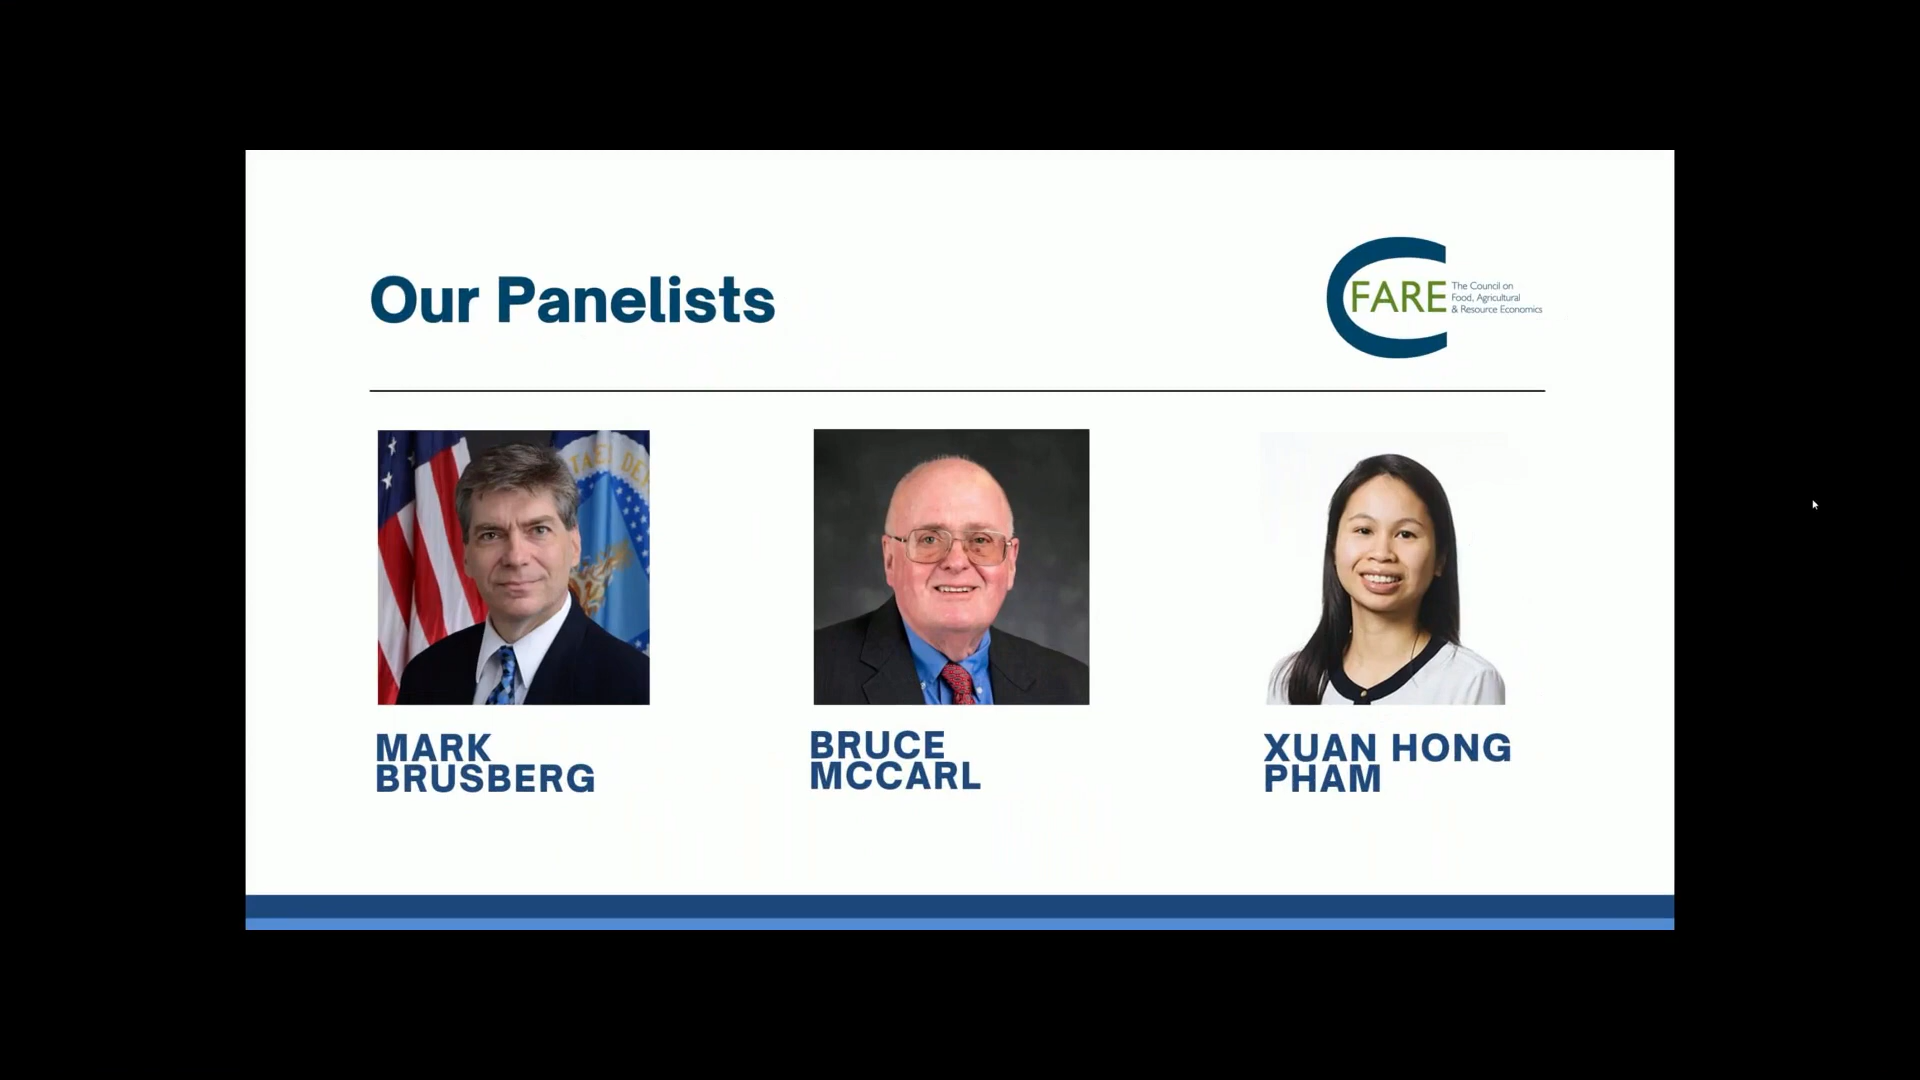 Our Panelists
FARE
The Council on
Food, Agricultural
& Resource Economics
MARK
BRUSBERG
BRUCE
MCCARL
XUAN HONG
PHAM